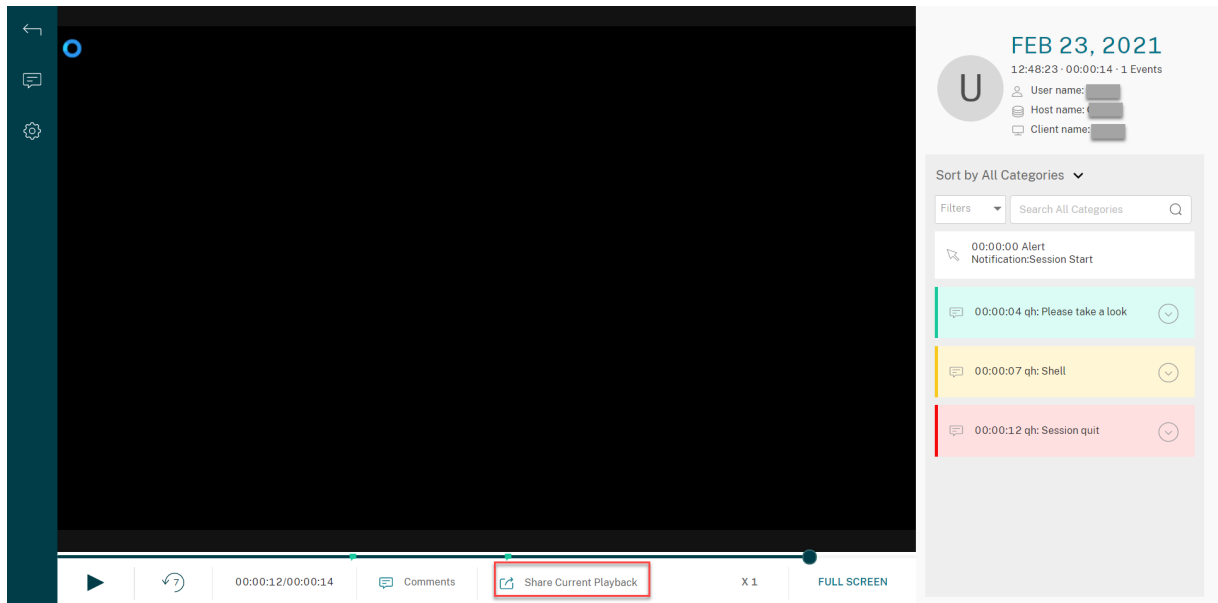 FEB 23, 2021
12:48:23 · 00:00:14 · 1 Events
U
User name:
Host name:
Client name:
Sort by All Categories
Filters
Search All Categories
00:00:00 Alert
Notification:Session Start
00:00:04 qh: Please take a look
00:00:07 qh: Shell
00:00:12 qh: Session quit
7
00:00:12/00:00:14
Comments
Share Current Playback
X 1
FULL SCREEN